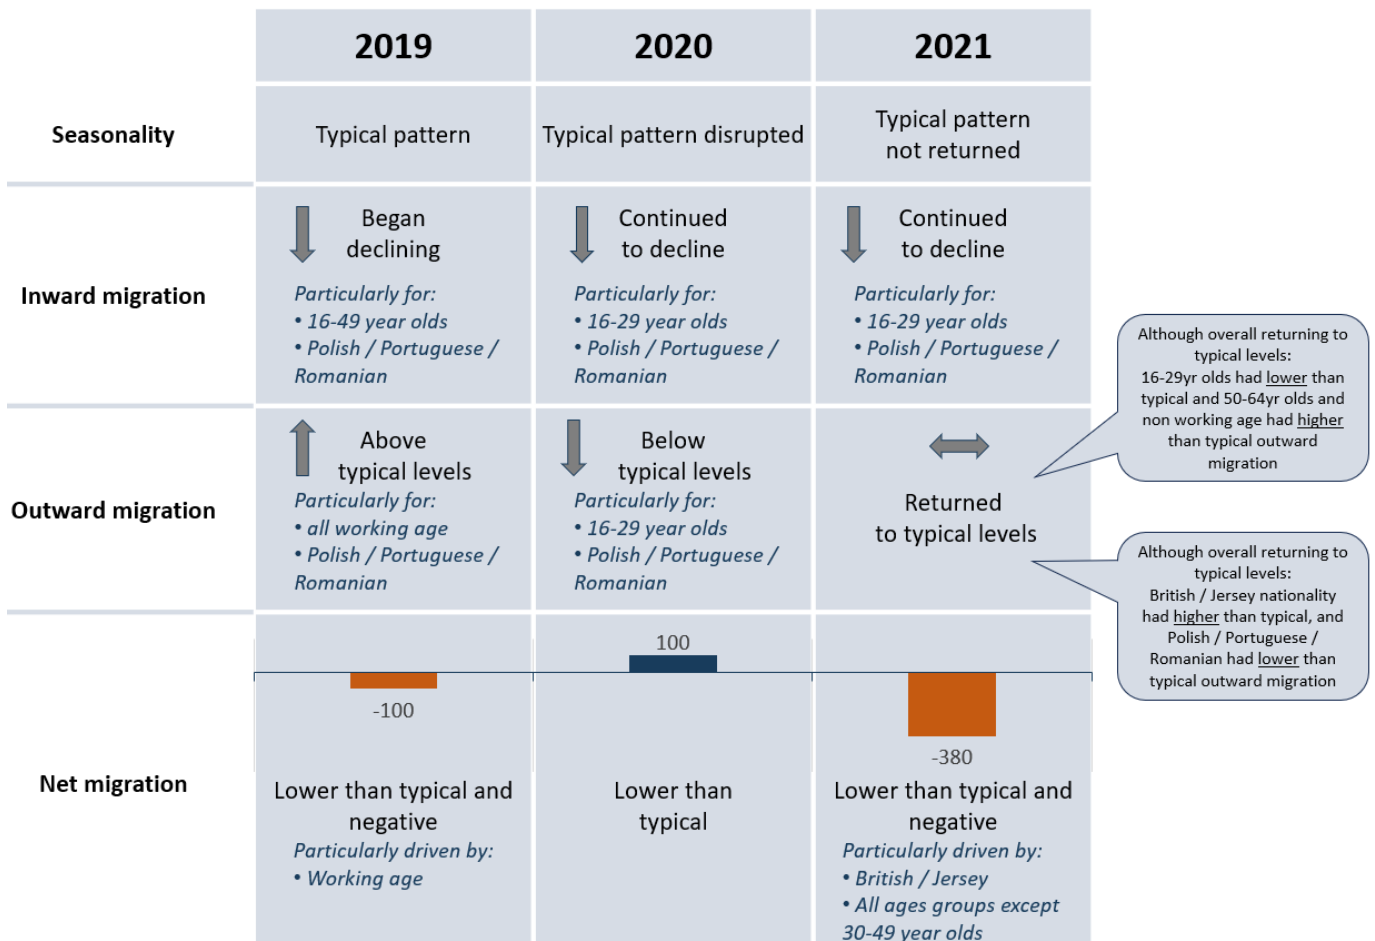 2019
2020
2021
Seasonality
Typical pattern
Typical pattern disrupted
Typical pattern
not returned
Inward migration
Began
declining
Particularly for:
• 16-49 year olds
• Polish / Portuguese /
Romanian
Continued
to decline
Particularly for:
• 16-29 year olds
• Polish / Portuguese /
Romanian
Continued
to decline
Particularly for:
• 16-29 year olds
• Polish / Portuguese /
Romanian
Outward migration
Above
typical levels
Particularly for:
• all working age
• Polish / Portuguese /
Romanian
Below
typical levels
Particularly for:
• 16-29 year olds
• Polish / Portuguese /
Romanian
Returned
to typical levels
Although overall returning to
typical levels:
16-29yr olds had lower than
typical and 50-64yr olds and
non working age had higher
than typical outward
migration
Although overall returning to
typical levels:
British / Jersey nationality
had higher than typical, and
Polish / Portuguese /
Romanian had lower than
typical outward migration
Net migration
-100
Lower than typical and
negative
Particularly driven by:
• Working age
100
Lower than
typical
-380
Lower than typical and
negative
Particularly driven by:
• British / Jersey
• All ages groups except
30-49 year olds